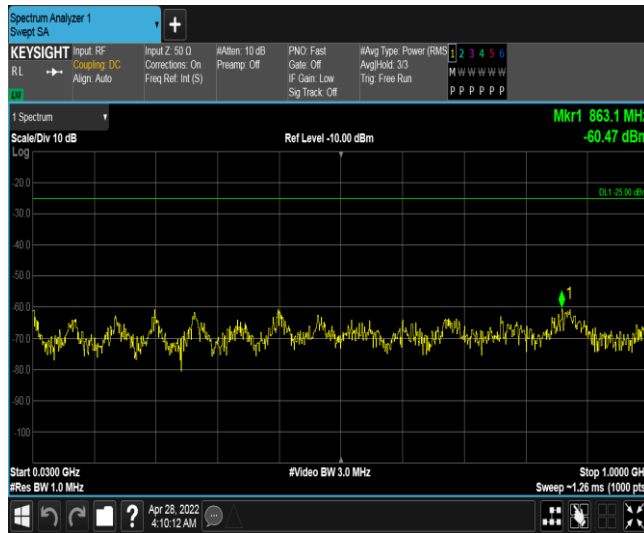 Spectrum Analyzer 1
Swept SA
+
KEYSIGHT Input: RF Input Z: 50 Ω #Atten: 10 dB PNO: Fast #Avg Type: Power (RMS 1 2 3 4 5 6
RL Coupling: DC Corrections: On Preamp: Off Gate: Off Avg|Hold: 3/3 M W W W W W
Align: Auto Freq Ref: Int (S) IF Gain: Low Trig: Free Run
Sig Track: Off P P P P P P
1 Spectrum Mkr1 863.1 MHz
Scale/Div 10 dB Ref Level -10.00 dBm -60.47 dBm
Log
-20.0
DL1 -25.00 dBm
-30.0
-40.0
-50.0
1
-60.0
-70.0
-80.0
-90.0
-100
Start 0.0300 GHz #Video BW 3.0 MHz Stop 1.0000 GH
#Res BW 1.0 MHz Sweep ~1.26 ms (1000 pts
? Apr 28, 2022
4:10:12 AM